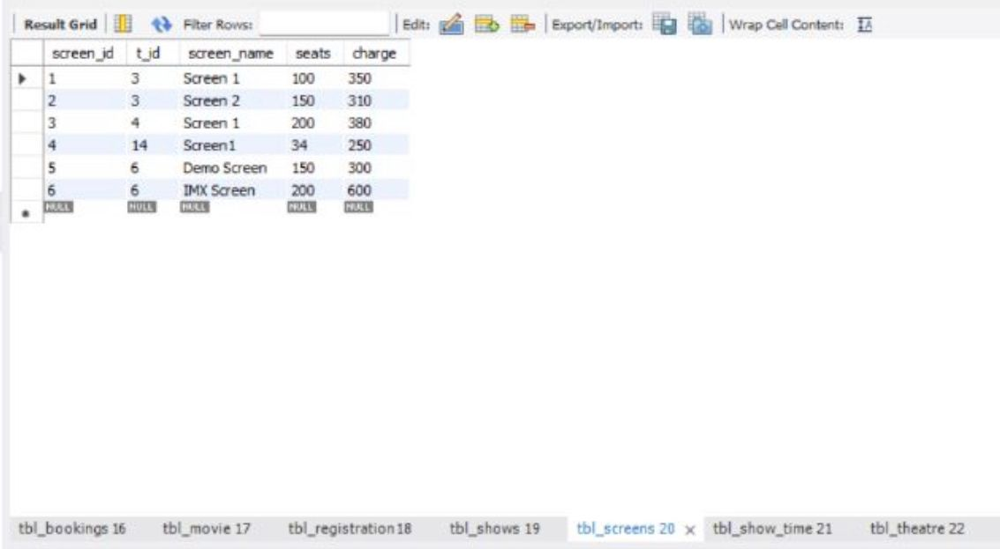 Result Grid Filter Rows: Edit: Export/Import: Wrap Cell Content:
screen_id t_id screen_name seats charge
1 3 Screen 1 100 350
2 3 Screen 2 150 310
3 4 Screen 1 200 380
4 14 Screen1 34 250
5 6 Demo Screen 150 300
6 6 IMX Screen 200 600
NULL NULL NULL NULL NULL
tbl_bookings 16 tbl_movie 17 tbl_registration18 tbl_shows 19 tbl_screens 20 tbl_show_time 21 tbl_theatre 22